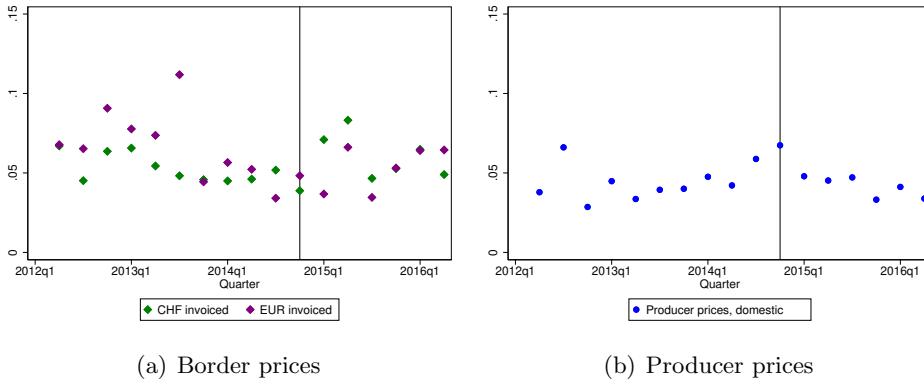 .15
.1
.05
0
2012q1 2013q1 2014q1 2015q1 2016q1
Quarter
CHF invoiced EUR invoiced
(a) Border prices
.15
.1
.05
0
2012q1 2013q1 2014q1 2015q1 2016q1
Quarter
Producer prices, domestic
(b) Producer prices